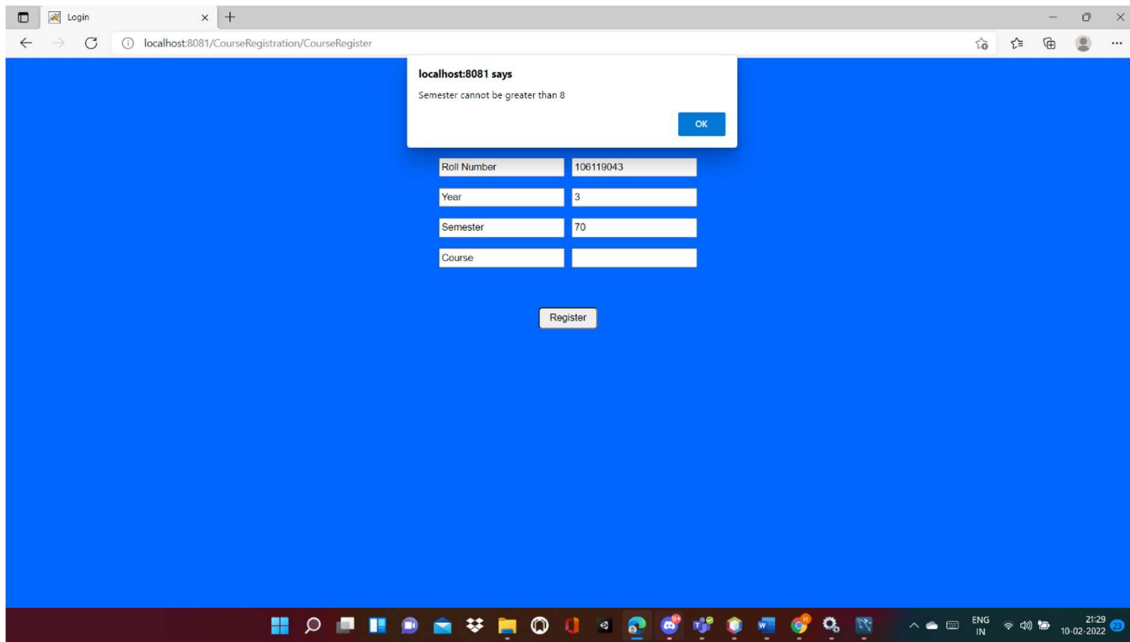 Login
localhost:8081/CourseRegistration/CourseRegister
localhost:8081 says
Semester cannot be greater than 8
OK
Roll Number 106119043
Year 3
Semester 70
Course
Register
ENG
IN
21:29
10-02-2022
23